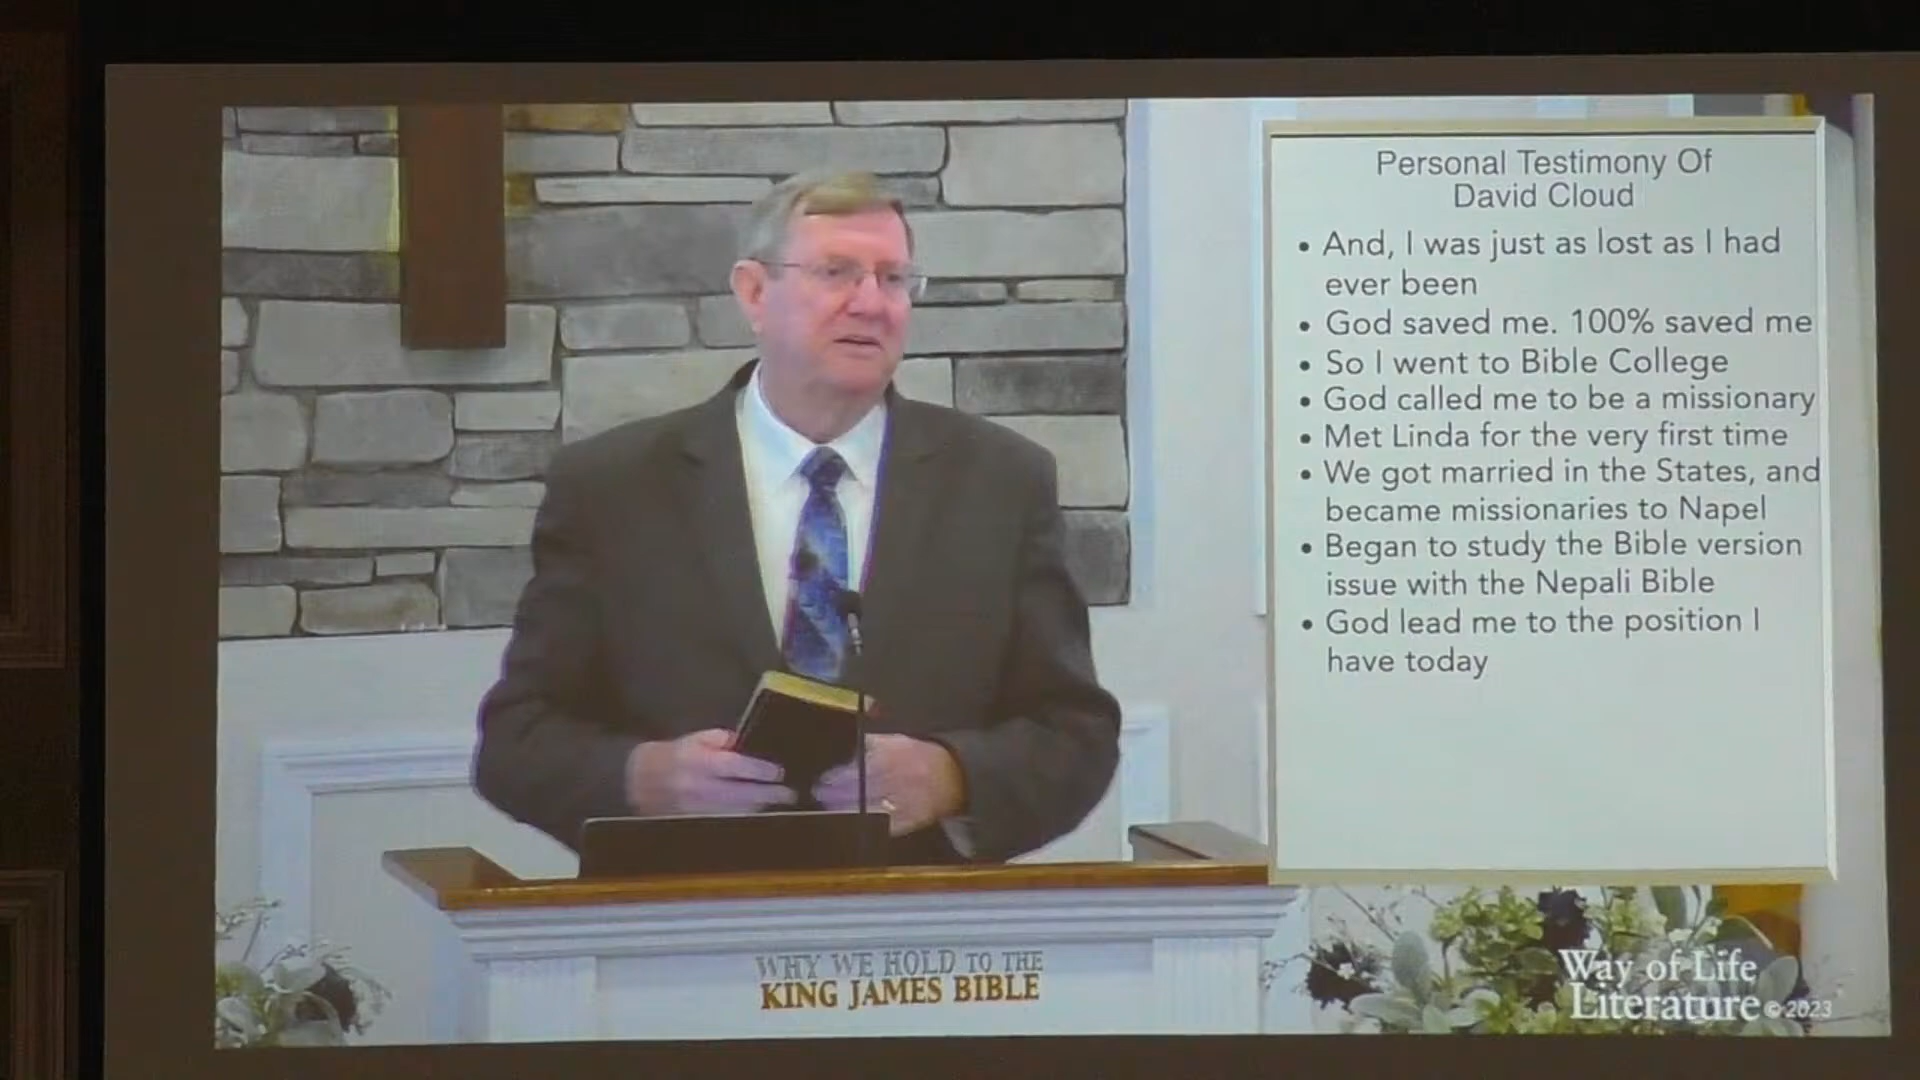 Personal Testimony Of
David Cloud
• And, I was just as lost as I had
ever been
• God saved me. 100% saved me
• So I went to Bible College
• God called me to be a missionary
• Met Linda for the very first time
• We got married in the States, and
became missionaries to Napel
• Began to study the Bible version
issue with the Nepali Bible
• God lead me to the position I
have today
WHY WE HOLD TO THE
KING JAMES BIBLE
Way of Life
Literature © 2023